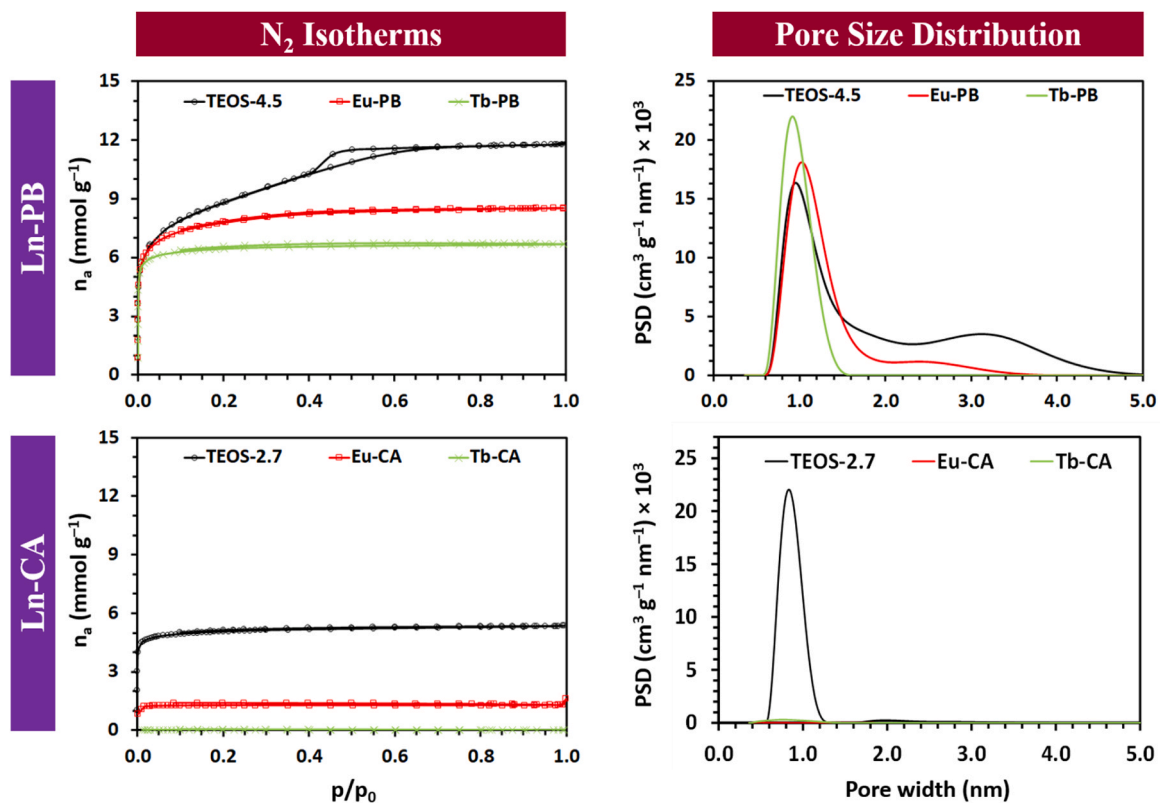 N₂ Isotherms
Pore Size Distribution
Ln-PB
nₐ (mmol g⁻¹)
15
12
9
6
3
0
TEOS-4.5 Eu-PB Tb-PB
0.0 0.2 0.4 0.6 0.8 1.0
PSD (cm³ g⁻¹ nm⁻¹) × 10³
25
20
15
10
5
0
TEOS-4.5 Eu-PB Tb-PB
0.0 1.0 2.0 3.0 4.0 5.0
Ln-CA
nₐ (mmol g⁻¹)
15
12
9
6
3
0
TEOS-2.7 Eu-CA Tb-CA
0.0 0.2 0.4 0.6 0.8 1.0
p/p₀
PSD (cm³ g⁻¹ nm⁻¹) × 10³
25
20
15
10
5
0
TEOS-2.7 Eu-CA Tb-CA
0.0 1.0 2.0 3.0 4.0 5.0
Pore width (nm)